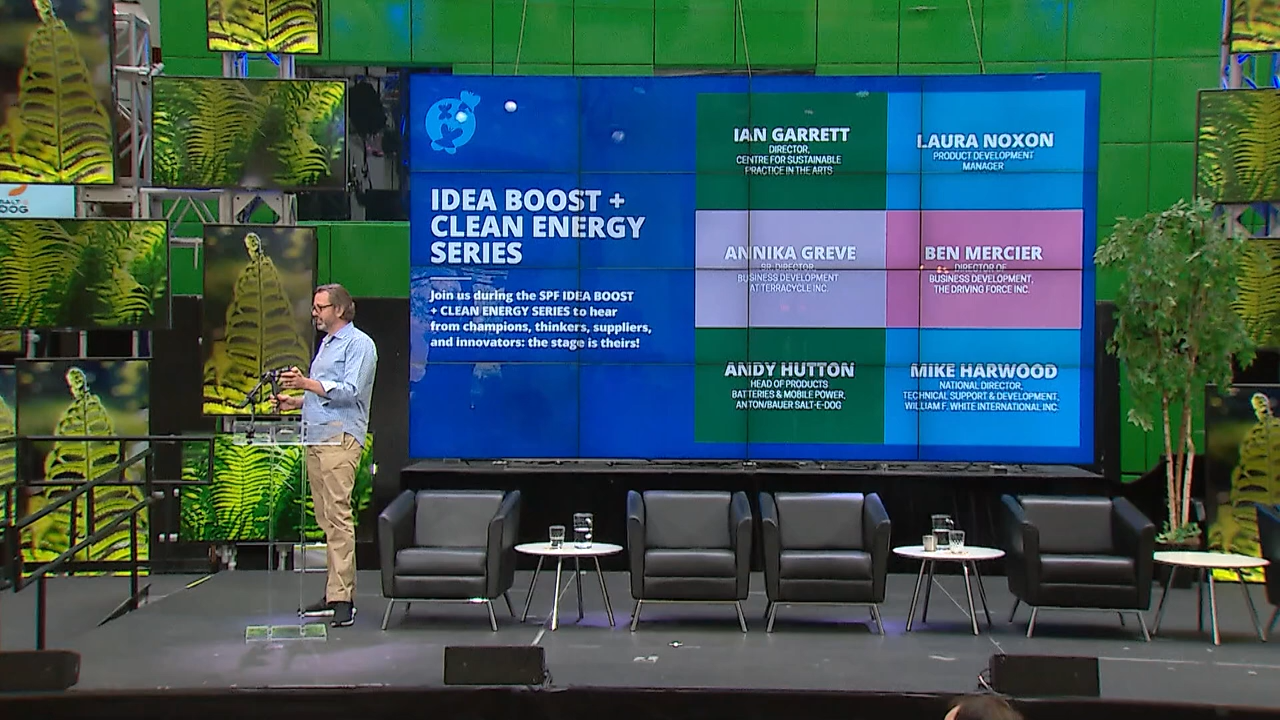 IDEA BOOST +
CLEAN ENERGY
SERIES
Join us during the SPF IDEA BOOST
+ CLEAN ENERGY SERIES to hear
from champions, thinkers, suppliers,
and innovators: the stage is theirs!
IAN GARRETT
DIRECTOR,
CENTRE FOR SUSTAINABLE
PRACTICE IN THE ARTS
LAURA NOXON
PRODUCT DEVELOPMENT
MANAGER
ANNIKA GREVE
SR. DIRECTOR,
BUSINESS DEVELOPMENT
AT TERRACYCLE INC.
BEN MERCIER
DIRECTOR OF
BUSINESS DEVELOPMENT,
THE DRIVING FORCE INC.
ANDY HUTTON
HEAD OF PRODUCTS
BATTERIES & MOBILE POWER,
ANTON/BAUER SALT-E-DOG
MIKE HARWOOD
NATIONAL DIRECTOR,
TECHNICAL SUPPORT & DEVELOPMENT,
WILLIAM F. WHITE INTERNATIONAL INC.
DOG